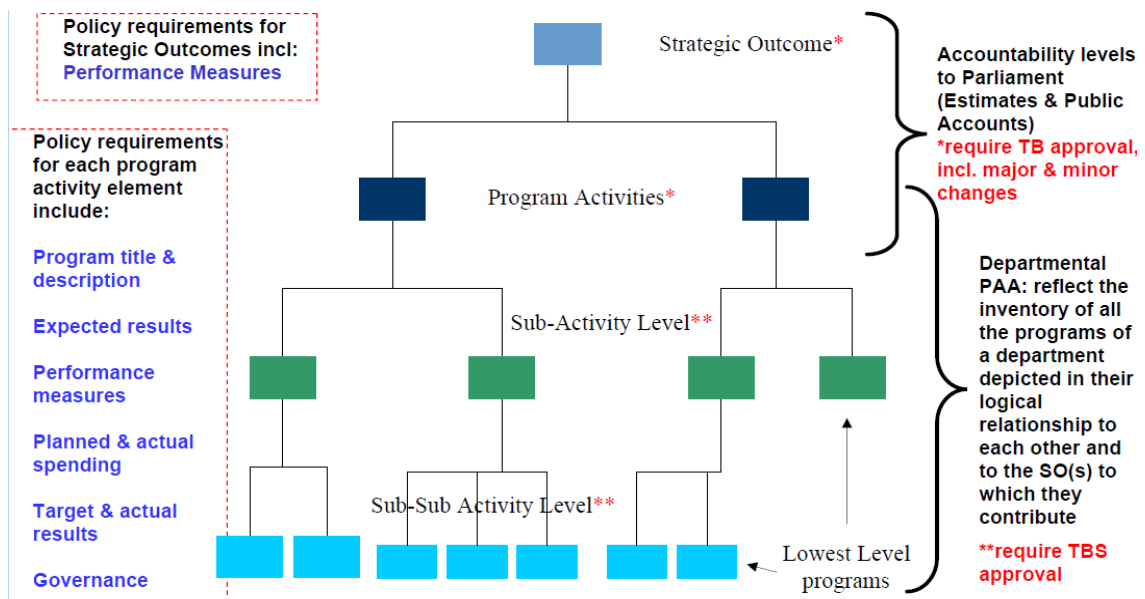 Policy requirements for
Strategic Outcomes incl:
Performance Measures
Policy requirements
for each program
activity element
include:
Program title &
description
Expected results
Performance
measures
Planned & actual
spending
Target & actual
results
Governance
Strategic Outcome*
Program Activities*
Sub-Activity Level**
Sub-Sub Activity Level**
Lowest Level
programs
Accountability levels
to Parliament
(Estimates & Public
Accounts)
*require TB approval,
incl. major & minor
changes
Departmental
PAA: reflect the
inventory of all
the programs of
a department
depicted in their
logical
relationship to
each other and
to the SO(s) to
which they
contribute
**require TBS
approval